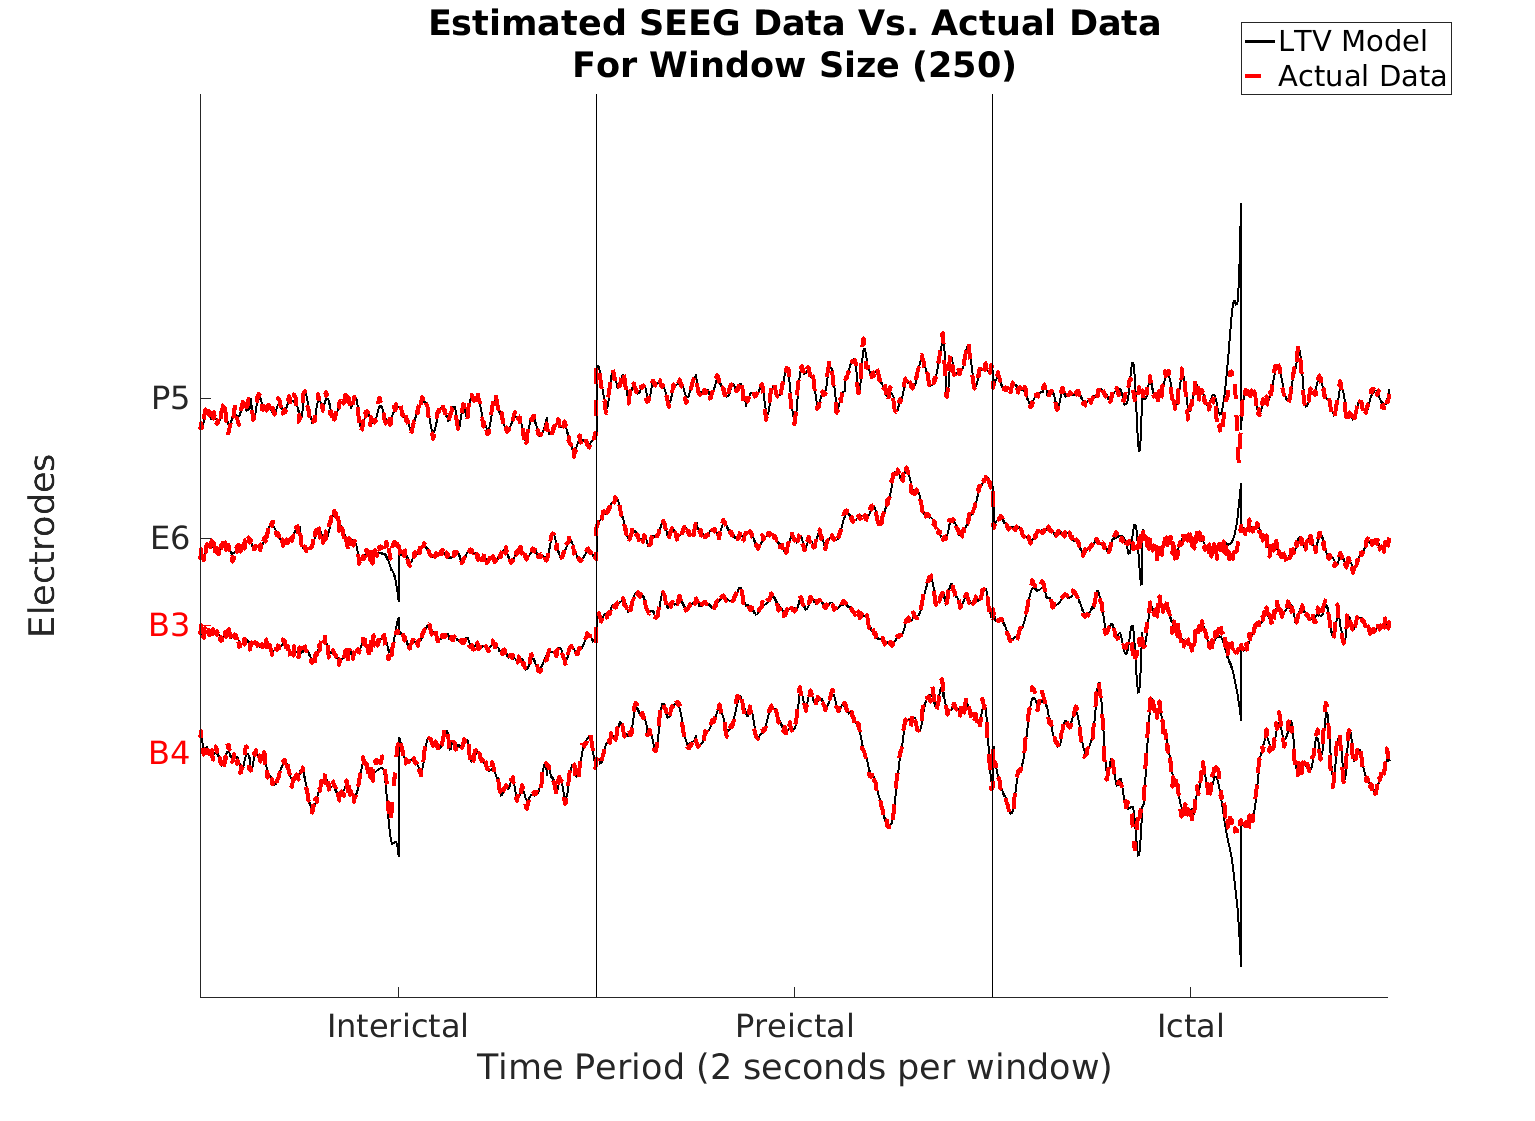 Estimated SEEG Data Vs. Actual Data
For Window Size (250)
LTV Model
Actual Data
Electrodes
P5
E6
B3
B4
Interictal
Preictal
Ictal
Time Period (2 seconds per window)